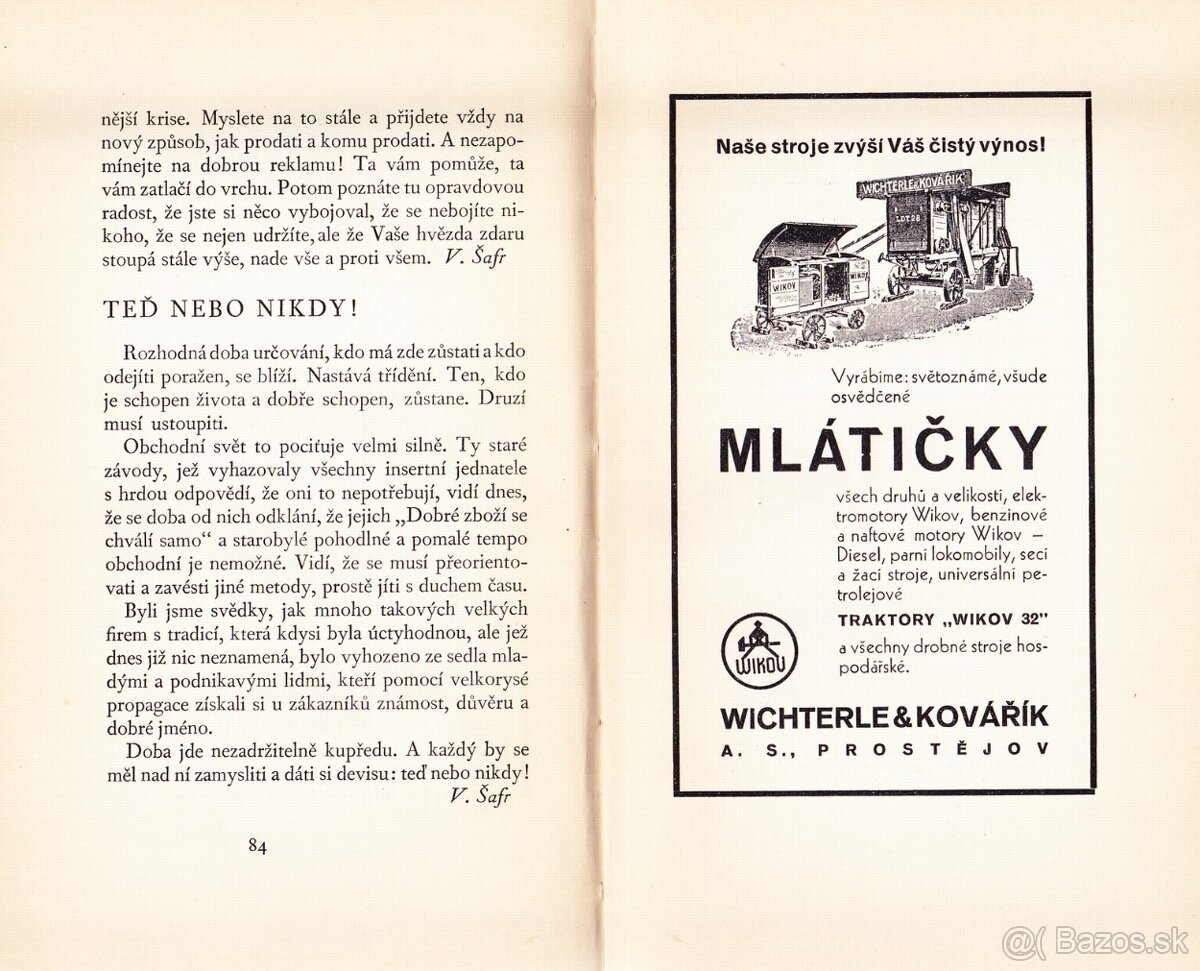 nější krise. Myslete na to stále a přijdete vždy na
nový způsob, jak prodati a komu prodati. A nezapo-
mínejte na dobrou reklamu! Ta vám pomůže, ta
vám zatlačí do vrchu. Potom poznáte tu opravdovou
radost, že jste si něco vybojoval, že se nebojíte ni-
koho, že se nejen udržíte, ale že Vaše hvězda zdaru
stoupá stále výše, nade vše a proti všem. V. Šafr
TEĎ NEBO NIKDY!
Rozhodná doba určování, kdo má zde zůstati a kdo
odejíti poražen, se blíží. Nastává třídění. Ten, kdo
je schopen života a dobře schopen, zůstane. Druzí
musí ustoupiti.
Obchodní svět to pociťuje velmi silně. Ty staré
závody, jež vyhazovaly všechny insertní jednatele
s hrdou odpovědí, že oni to nepotřebují, vidí dnes,
že se doba od nich odklání, že jejich „Dobré zboží se
chválí samo“ a starobylé pohodlné a pomalé tempo
obchodní je nemožné. Vidí, že se musí přeoriento-
vati a zavésti jiné metody, prostě jíti s duchem času.
Byli jsme svědky, jak mnoho takových velkých
firem s tradicí, která kdysi byla úctyhodnou, ale jež
dnes již nic neznamená, bylo vyhozeno ze sedla mla-
dými a podnikavými lidmi, kteří pomocí velkorysé
propagace získali si u zákazníků známost, důvěru a
dobré jméno.
Doba jde nezadržitelně kupředu. A každý by se
měl nad ní zamysliti a dáti si devisu: teď nebo nikdy!
V. Šafr
84
Naše stroje zvýší Váš čistý výnos!
WICHTERLE&KOVÁŘÍK
LOT 28
WIKOV
WIKOV
Vyrábíme: světoznámé, všude
osvědčené
MLÁTIČKY
všech druhů a velikostí, elek-
tromotory Wikov, benzinové
a naftové motory Wikov —
Diesel, parní lokomobily, secí
a žací stroje, universální pe-
trolejové
TRAKTORY „WIKOV 32”
a všechny drobné stroje hos-
podářské.
WIKOV
WICHTERLE&KOVÁŘÍK
A. S., PROSTĚJOV
@( Bazos.sk